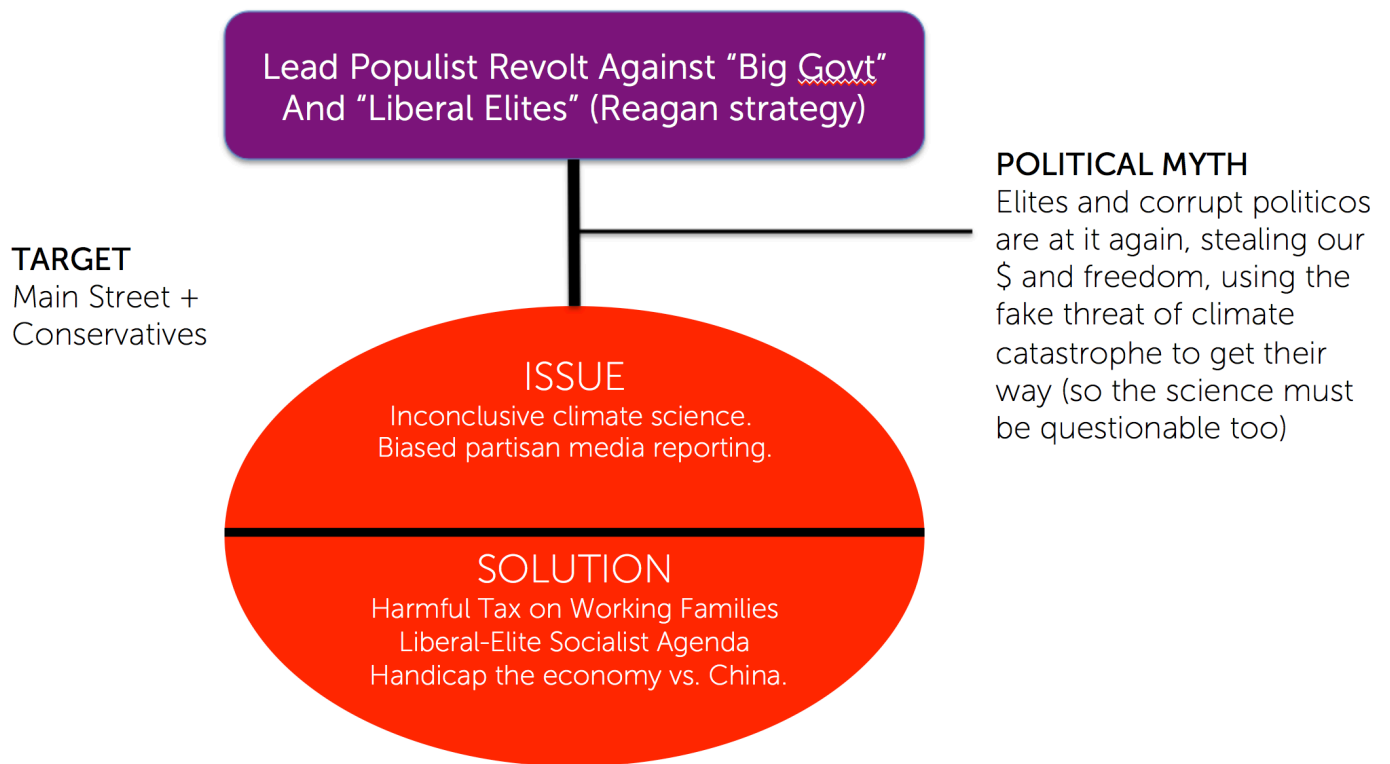 Lead Populist Revolt Against “Big Govt”
And “Liberal Elites” (Reagan strategy)
POLITICAL MYTH
Elites and corrupt politicos
are at it again, stealing our
$ and freedom, using the
fake threat of climate
catastrophe to get their
way (so the science must
be questionable too)
TARGET
Main Street +
Conservatives
ISSUE
Inconclusive climate science.
Biased partisan media reporting.
SOLUTION
Harmful Tax on Working Families
Liberal-Elite Socialist Agenda
Handicap the economy vs. China.